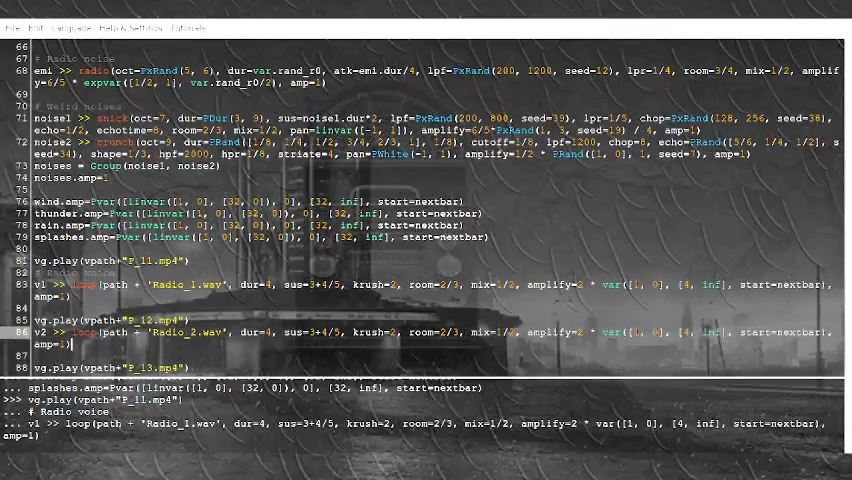 File Edit Language Help & Settings Tutorials
66
67 # Radio noise
68 emi >> radio(oct=PxRand(5, 6), dur=var.rand_r0, atk=emi.dur/4, lpf=PxRand(200, 1200, seed=12), lpr=1/4, room=3/4, mix=1/2, amplif
y=6/5 * expvar([1/2, 1], var.rand_r0/2), amp=1)
69
70 # Weird noises
71 noise1 >> snick(oct=7, dur=PDur(3, 9), sus=noise1.dur*2, lpf=PxRand(200, 800, seed=39), lpr=1/5, chop=PxRand(128, 256, seed=38),
echo=1/2, echotime=8, room=2/3, mix=1/2, pan=linvar([-1, 1]), amplify=6/5*PxRand(1, 3, seed=19) / 4, amp=1)
72 noise2 >> crunch(oct=9, dur=PRand([1/8, 1/4, 1/2, 3/4, 2/3, 1], 1/8), cutoff=1/8, lpf=1200, chop=8, echo=PRand([5/6, 1/4, 1/2], s
eed=34), shape=1/3, hpf=2000, hpr=1/8, striate=4, pan=PWhite(-1, 1), amplify=1/2 * PRand([1, 0], 1, seed=7), amp=1)
73 noises = Group(noise1, noise2)
74 noises.amp=1
75
76 wind.amp=Pvar([linvar([1, 0], [32, 0]), 0], [32, inf], start=nextbar)
77 thunder.amp=Pvar([linvar([1, 0], [32, 0]), 0], [32, inf], start=nextbar)
78 rain.amp=Pvar([linvar([1, 0], [32, 0]), 0], [32, inf], start=nextbar)
79 splashes.amp=Pvar([linvar([1, 0], [32, 0]), 0], [32, inf], start=nextbar)
80
81 vg.play(vpath+"P_11.mp4")
82 # Radio voice
83 v1 >> loop(path + 'Radio_1.wav', dur=4, sus=3+4/5, krush=2, room=2/3, mix=1/2, amplify=2 * var([1, 0], [4, inf], start=nextbar),
amp=1)
84
85 vg.play(vpath+"P_12.mp4")
86 v2 >> loop(path + 'Radio_2.wav', dur=4, sus=3+4/5, krush=2, room=2/3, mix=1/2, amplify=2 * var([1, 0], [4, inf], start=nextbar),
amp=1)
87
88 vg.play(vpath+"P_13.mp4")
... splashes.amp=Pvar([linvar([1, 0], [32, 0]), 0], [32, inf], start=nextbar)
>>> vg.play(vpath+"P_11.mp4")
... # Radio voice
... v1 >> loop(path + 'Radio_1.wav', dur=4, sus=3+4/5, krush=2, room=2/3, mix=1/2, amplify=2 * var([1, 0], [4, inf], start=nextbar),
amp=1)